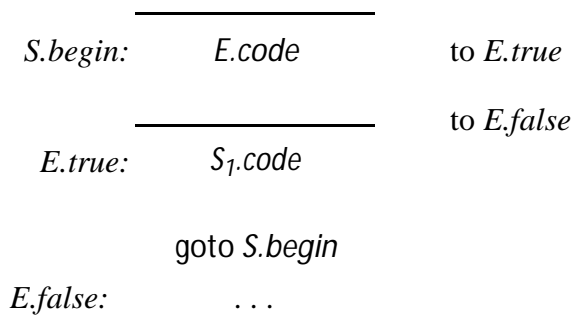 S.begin: E.code to E.true
to E.false
E.true: S₁.code
goto S.begin
E.false: . . .